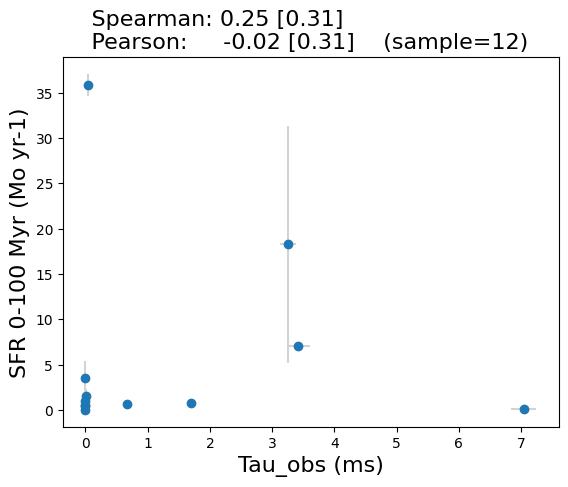 Spearman: 0.25 [0.31]
Pearson: -0.02 [0.31] (sample=12)
35
30
25
20
15
10
5
0
SFR 0-100 Myr (Mo yr-1)
0 1 2 3 4 5 6 7
Tau_obs (ms)